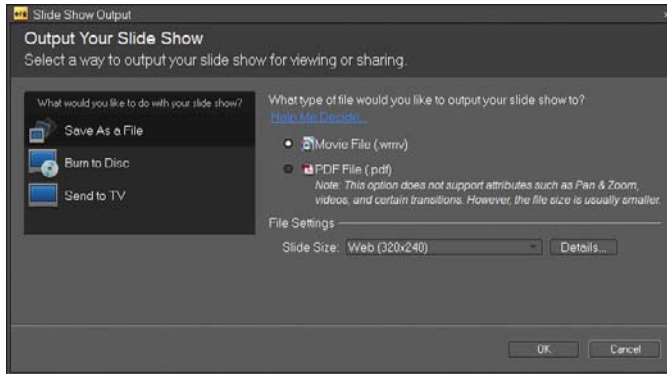 Slide Show Output
Output Your Slide Show
Select a way to output your slide show for viewing or sharing.
What would you like to do with your slide show?
Save As a File
Burn to Disc
Send to TV
What type of file would you like to output your slide show to?
Help Me Decide...
Movie File (.wmv)
PDF File (.pdf)
Note: This option does not support attributes such as Pan & Zoom,
videos, and certain transitions. However, the file size is usually smaller.
File Settings
Slide Size: Web (320x240) Details...
OK Cancel